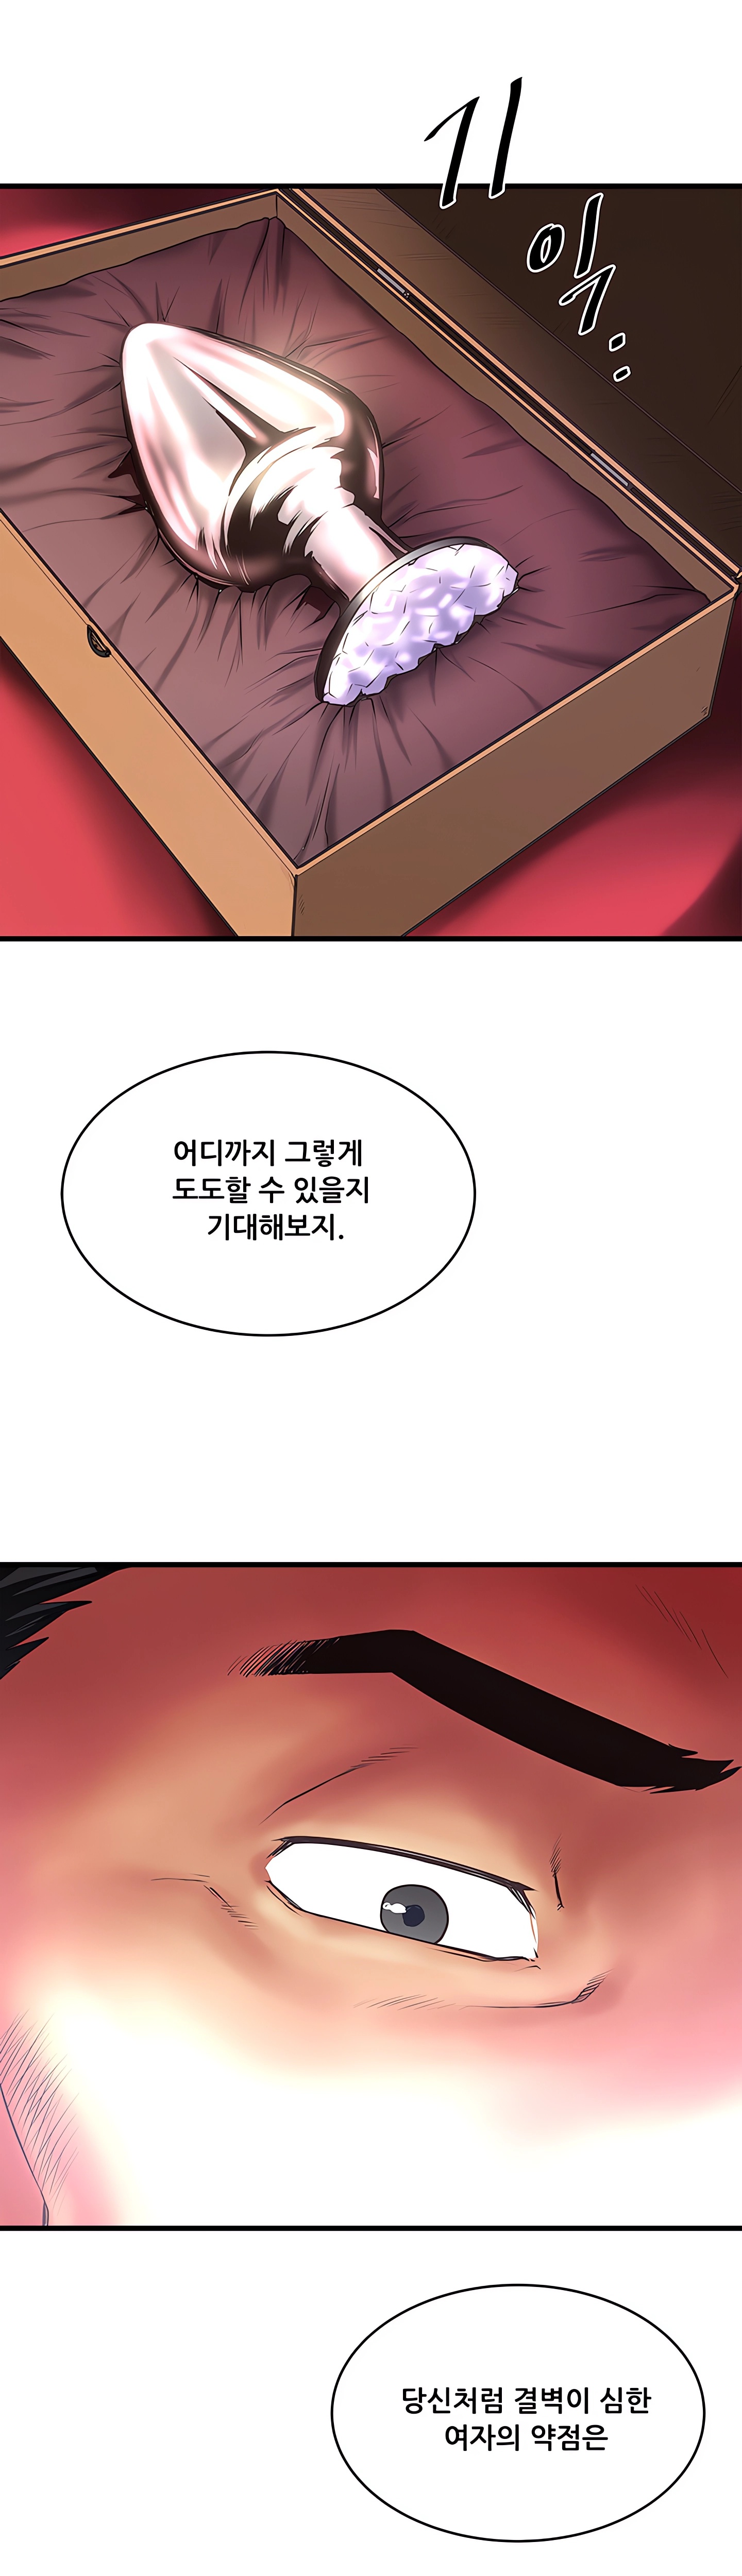 끼
익..
어디까지 그렇게
도도할 수 있을지
기대해보지.
당신처럼 결벽이 심한
여자의 약점은